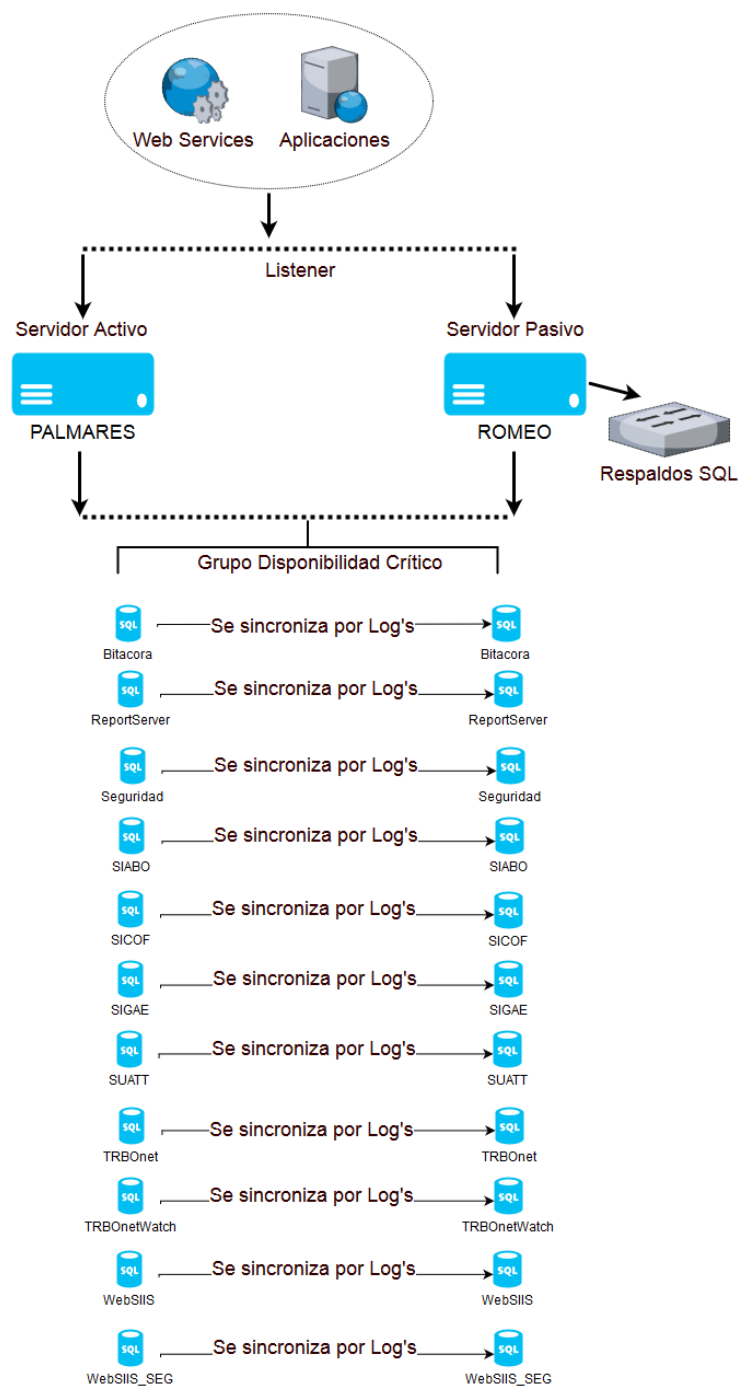 Web Services
Aplicaciones
Listener
Servidor Activo
Servidor Pasivo
PALMARES
ROMEO
Respaldos SQL
Grupo Disponibilidad Crítico
SQL
Se sincroniza por Log's
SQL
Bitacora
Bitacora
SQL
Se sincroniza por Log's
SQL
ReportServer
ReportServer
SQL
Se sincroniza por Log's
SQL
Seguridad
Seguridad
SQL
Se sincroniza por Log's
SQL
SIABO
SIABO
SQL
Se sincroniza por Log's
SQL
SICOF
SICOF
SQL
Se sincroniza por Log's
SQL
SIGAE
SIGAE
SQL
Se sincroniza por Log's
SQL
SUATT
SUATT
SQL
Se sincroniza por Log's
SQL
TRBOnet
TRBOnet
SQL
Se sincroniza por Log's
SQL
TRBOnetWatch
TRBOnetWatch
SQL
Se sincroniza por Log's
SQL
WebSIIS
WebSIIS
SQL
Se sincroniza por Log's
SQL
WebSIIS_SEG
WebSIIS_SEG